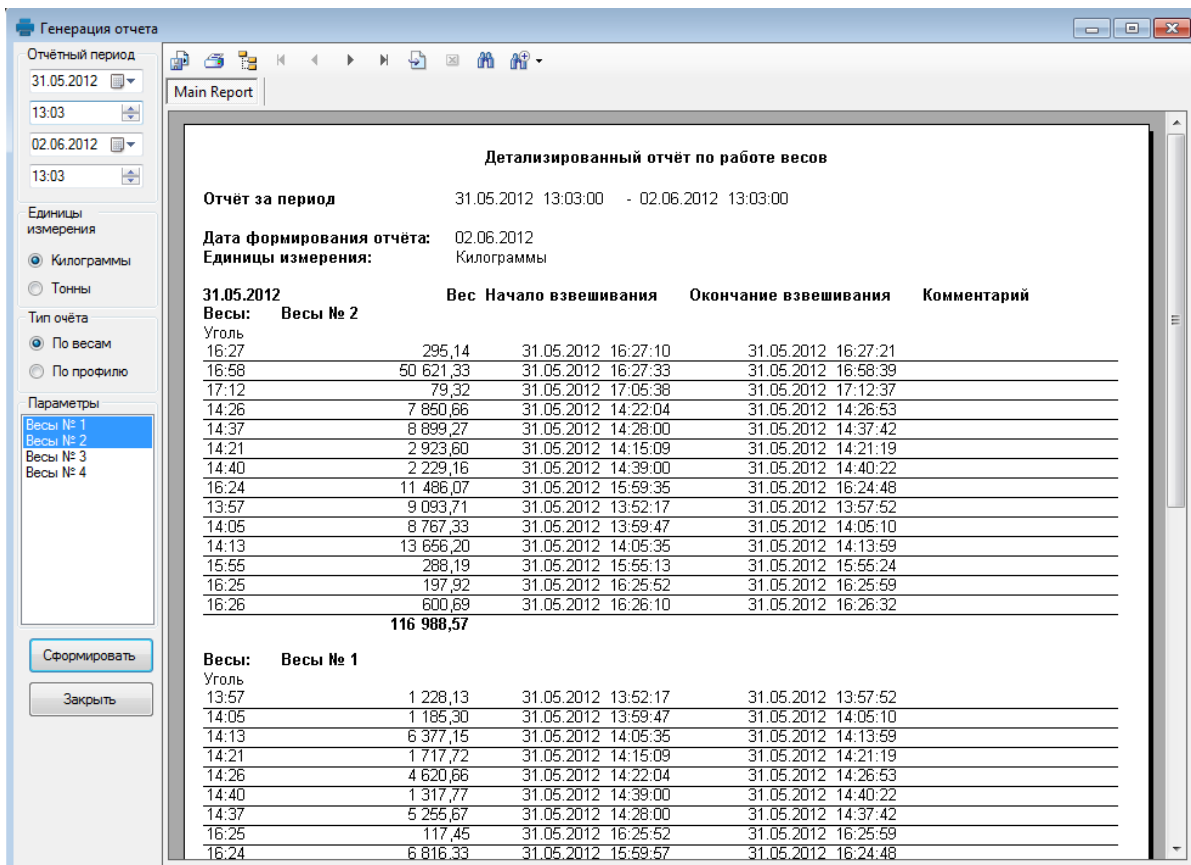 Генерация отчета
Отчётный период
31.05.2012
13:03
02.06.2012
13:03
Единицы
измерения
Килограммы
Тонны
Тип очёта
По весам
По профилю
Параметры
Весы № 1
Весы № 2
Весы № 3
Весы № 4
Сформировать
Закрыть
Main Report
Детализированный отчёт по работе весов
Отчёт за период 31.05.2012 13:03:00 - 02.06.2012 13:03:00
Дата формирования отчёта: 02.06.2012
Единицы измерения: Килограммы
31.05.2012 Вес Начало взвешивания Окончание взвешивания Комментарий
Весы: Весы № 2
Уголь
16:27 295,14 31.05.2012 16:27:10 31.05.2012 16:27:21
16:58 50 621,33 31.05.2012 16:27:33 31.05.2012 16:58:39
17:12 79,32 31.05.2012 17:05:38 31.05.2012 17:12:37
14:26 7 850,66 31.05.2012 14:22:04 31.05.2012 14:26:53
14:37 8 899,27 31.05.2012 14:28:00 31.05.2012 14:37:42
14:21 2 923,60 31.05.2012 14:15:09 31.05.2012 14:21:19
14:40 2 229,16 31.05.2012 14:39:00 31.05.2012 14:40:22
16:24 11 486,07 31.05.2012 15:59:35 31.05.2012 16:24:48
13:57 9 093,71 31.05.2012 13:52:17 31.05.2012 13:57:52
14:05 8 767,33 31.05.2012 13:59:47 31.05.2012 14:05:10
14:13 13 656,20 31.05.2012 14:05:35 31.05.2012 14:13:59
15:55 288,19 31.05.2012 15:55:13 31.05.2012 15:55:24
16:25 197,92 31.05.2012 16:25:52 31.05.2012 16:25:59
16:26 600,69 31.05.2012 16:26:10 31.05.2012 16:26:32
116 988,57
Весы: Весы № 1
Уголь
13:57 1 228,13 31.05.2012 13:52:17 31.05.2012 13:57:52
14:05 1 185,30 31.05.2012 13:59:47 31.05.2012 14:05:10
14:13 6 377,15 31.05.2012 14:05:35 31.05.2012 14:13:59
14:21 1 717,72 31.05.2012 14:15:09 31.05.2012 14:21:19
14:26 4 620,66 31.05.2012 14:22:04 31.05.2012 14:26:53
14:40 1 317,77 31.05.2012 14:39:00 31.05.2012 14:40:22
14:37 5 255,67 31.05.2012 14:28:00 31.05.2012 14:37:42
16:25 117,45 31.05.2012 16:25:52 31.05.2012 16:25:59
16:24 6 816,33 31.05.2012 15:59:57 31.05.2012 16:24:48